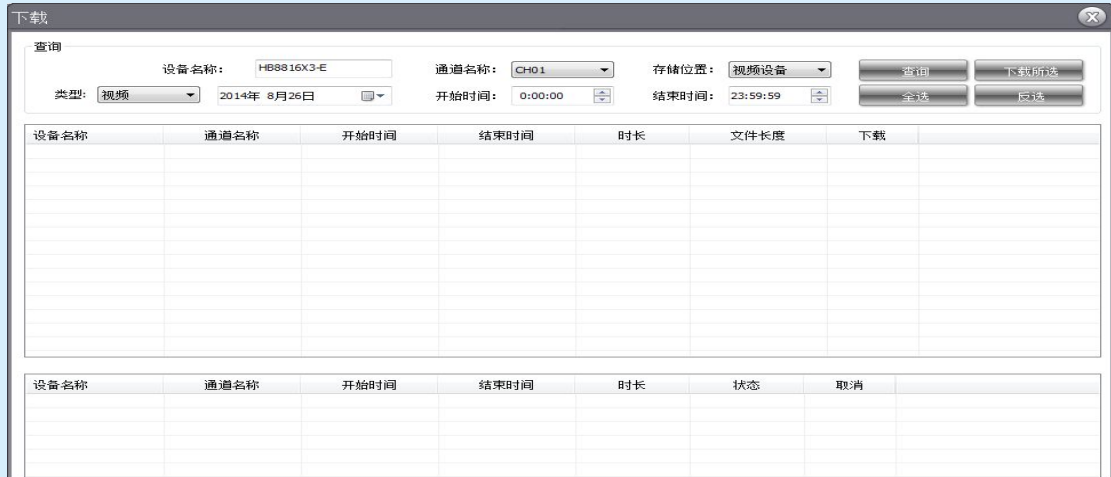 下载
查询
设备名称: HB8816X3-E 通道名称: CH01 存储位置: 视频设备 查询 下载所选
类型: 视频 2014年 8月26日 开始时间: 0:00:00 结束时间: 23:59:59 全选 反选
设备名称 通道名称 开始时间 结束时间 时长 文件长度 下载
设备名称 通道名称 开始时间 结束时间 时长 状态 取消